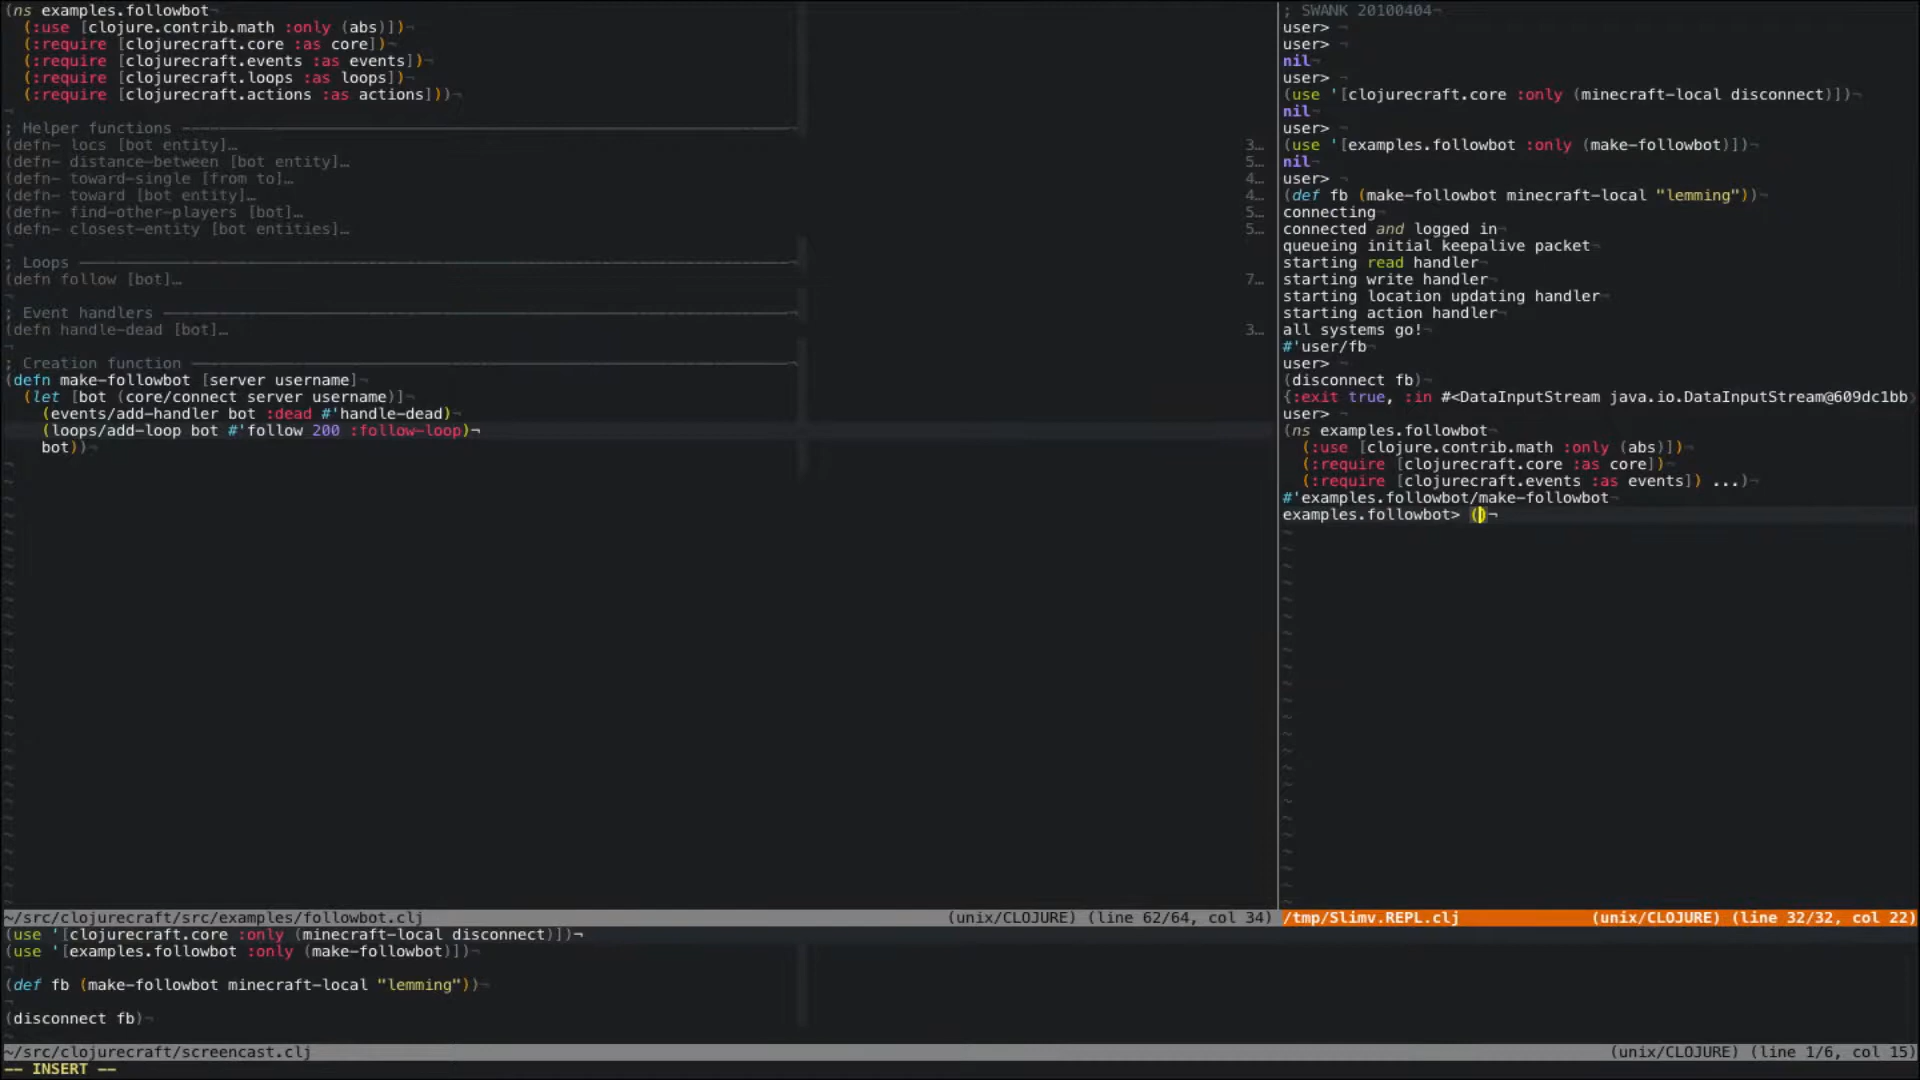 (ns examples.followbot¬
  (:use [clojure.contrib.math :only (abs)])¬
  (:require [clojurecraft.core :as core])¬
  (:require [clojurecraft.events :as events])¬
  (:require [clojurecraft.loops :as loops])¬
  (:require [clojurecraft.actions :as actions]))¬
¬
; Helper functions ──────────────────────────────¬
(defn- locs [bot entity]… 3…
(defn- distance-between [bot entity]… 5…
(defn- toward-single [from to]… 4…
(defn- toward [bot entity]… 4…
(defn- find-other-players [bot]… 5…
(defn- closest-entity [bot entities]… 5…
¬
; Loops ──────────────────────────────¬
(defn follow [bot]… 7…
¬
; Event handlers ──────────────────────────────¬
(defn handle-dead [bot]… 3…
¬
; Creation function ──────────────────────────────¬
(defn make-followbot [server username]¬
  (let [bot (core/connect server username)]¬
    (events/add-handler bot :dead #'handle-dead)¬
    (loops/add-loop bot #'follow 200 :follow-loop)¬
    bot))¬
~/src/clojurecraft/src/examples/followbot.clj (unix/CLOJURE) (line 62/64, col 34)
; SWANK 20100404¬
user> ¬
user> ¬
nil¬
user> ¬
(use '[clojurecraft.core :only (minecraft-local disconnect)])¬
nil¬
user> ¬
(use '[examples.followbot :only (make-followbot)])¬
nil¬
user> ¬
(def fb (make-followbot minecraft-local "lemming"))¬
connecting¬
connected and logged in¬
queueing initial keepalive packet¬
starting read handler¬
starting write handler¬
starting location updating handler¬
starting action handler¬
all systems go!¬
#'user/fb¬
user> ¬
(disconnect fb)¬
{:exit true, :in #<DataInputStream java.io.DataInputStream@609dc1bb>
user> ¬
(ns examples.followbot¬
  (:use [clojure.contrib.math :only (abs)])¬
  (:require [clojurecraft.core :as core])¬
  (:require [clojurecraft.events :as events]) ...)¬
#'examples.followbot/make-followbot¬
examples.followbot> ()¬
/tmp/Slimv.REPL.clj (unix/CLOJURE) (line 32/32, col 22)
(use '[clojurecraft.core :only (minecraft-local disconnect)])¬
(use '[examples.followbot :only (make-followbot)])¬
¬
(def fb (make-followbot minecraft-local "lemming"))¬
¬
(disconnect fb)¬
~/src/clojurecraft/screencast.clj (unix/CLOJURE) (line 1/6, col 15)
-- INSERT --